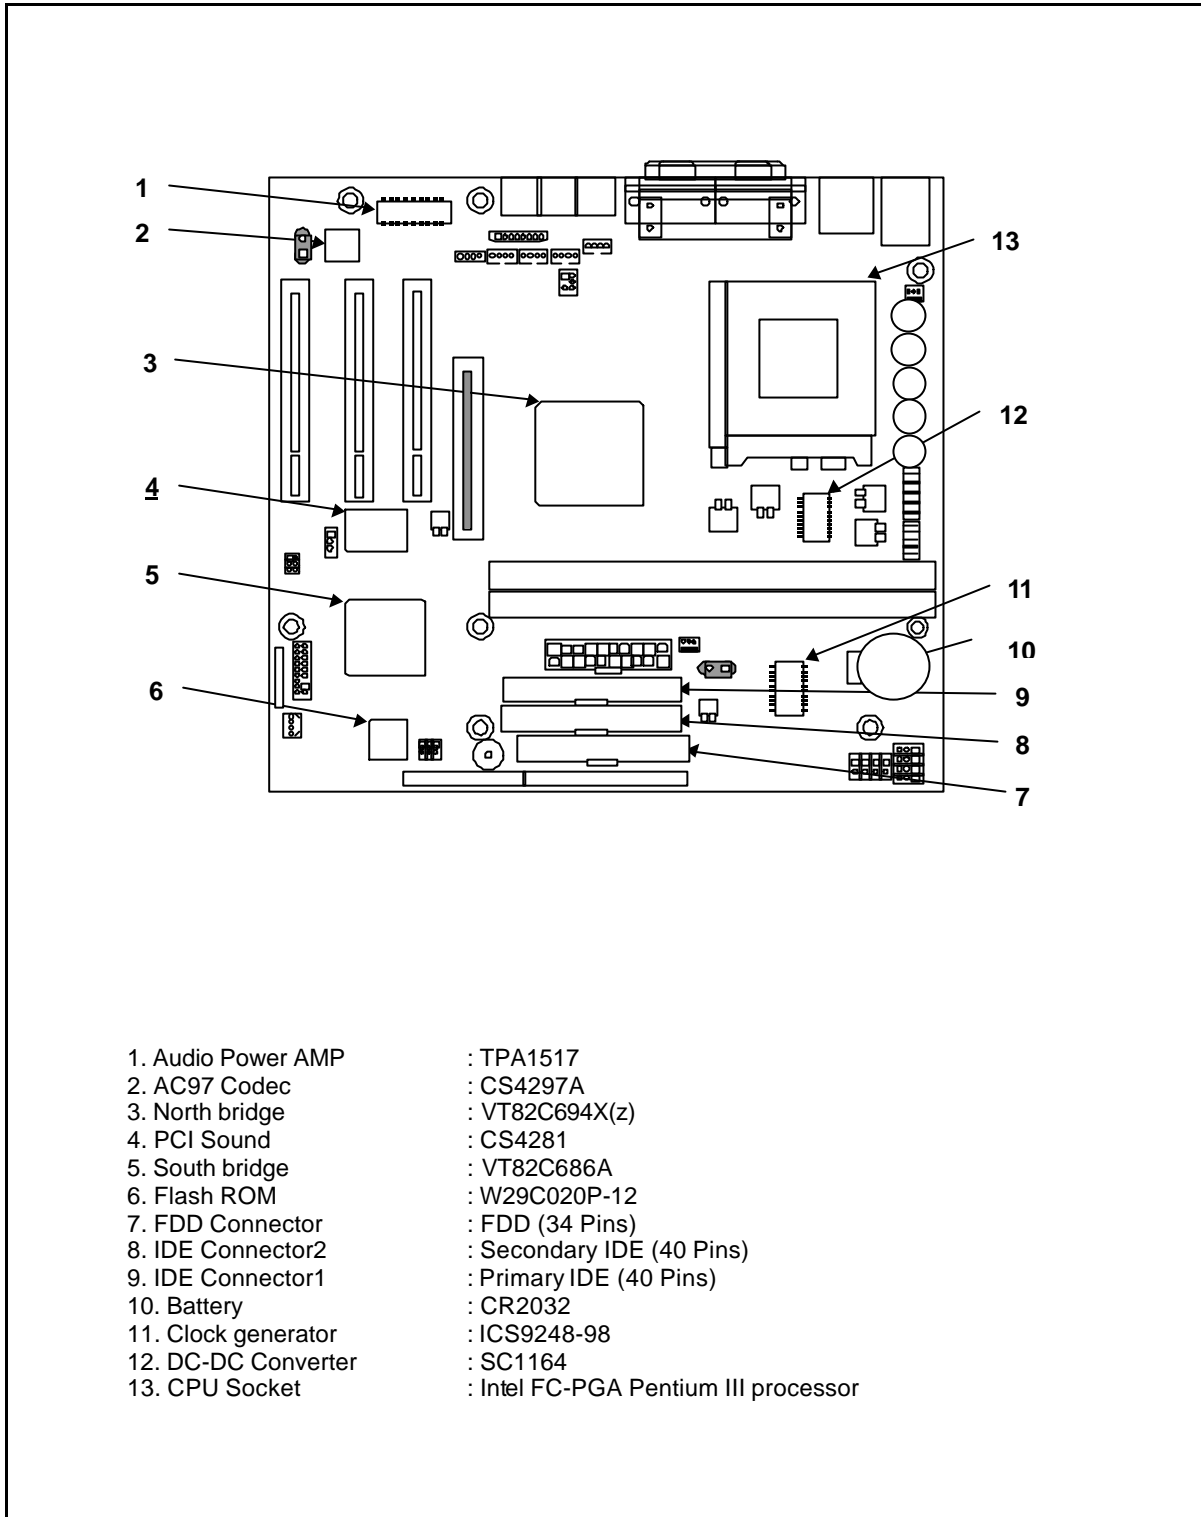 1
2
13
3
12
4
5
11
10
6
9
8
7
1. Audio Power AMP : TPA1517
2. AC97 Codec : CS4297A
3. North bridge : VT82C694X(z)
4. PCI Sound : CS4281
5. South bridge : VT82C686A
6. Flash ROM : W29C020P-12
7. FDD Connector : FDD (34 Pins)
8. IDE Connector2 : Secondary IDE (40 Pins)
9. IDE Connector1 : Primary IDE (40 Pins)
10. Battery : CR2032
11. Clock generator : ICS9248-98
12. DC-DC Converter : SC1164
13. CPU Socket : Intel FC-PGA Pentium III processor